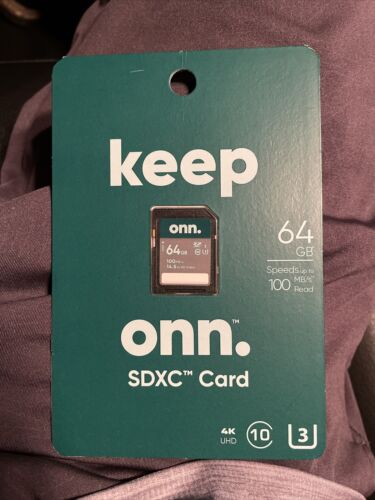 keep
onn.
64GB
100MB/s
64
GB
Speeds up to
100 MB/s*
Read
onn.™
SDXC™ Card
4K
UHD
10
3